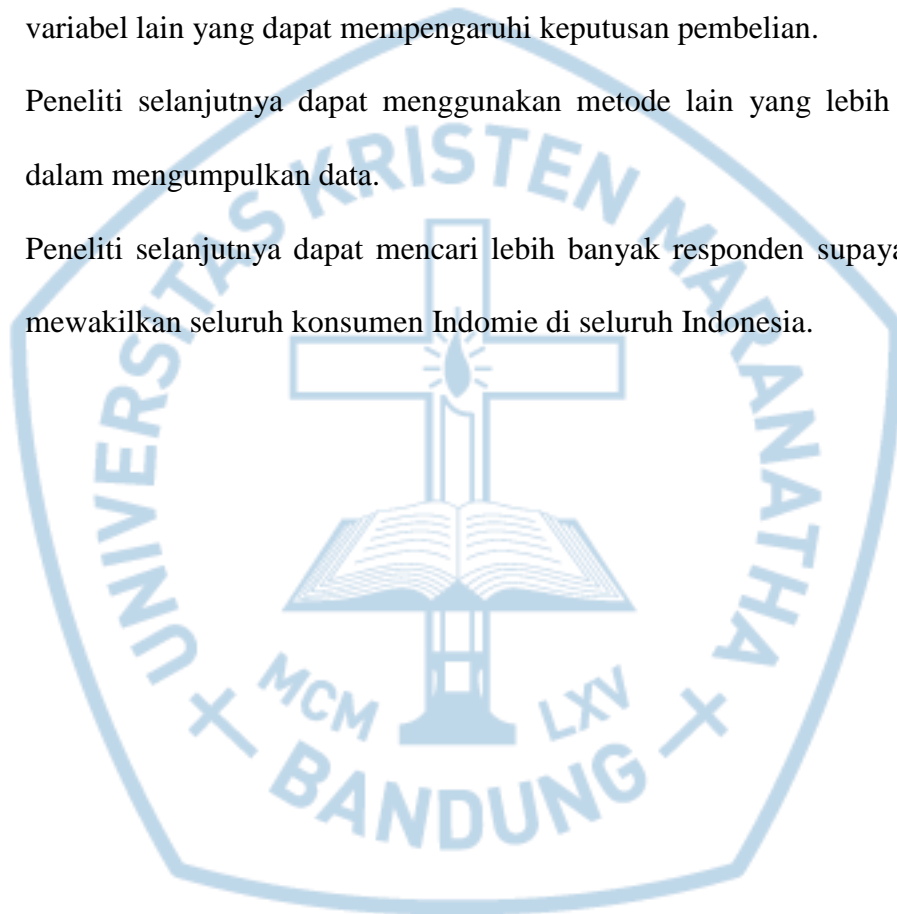 variabel lain yang dapat mempengaruhi keputusan pembelian.
Peneliti selanjutnya dapat menggunakan metode lain yang lebih
dalam mengumpulkan data.
Peneliti selanjutnya dapat mencari lebih banyak responden supaya
mewakilkan seluruh konsumen Indomie di seluruh Indonesia.
UNIVERSITAS KRISTEN MARANATHA
MCM LXV
BANDUNG